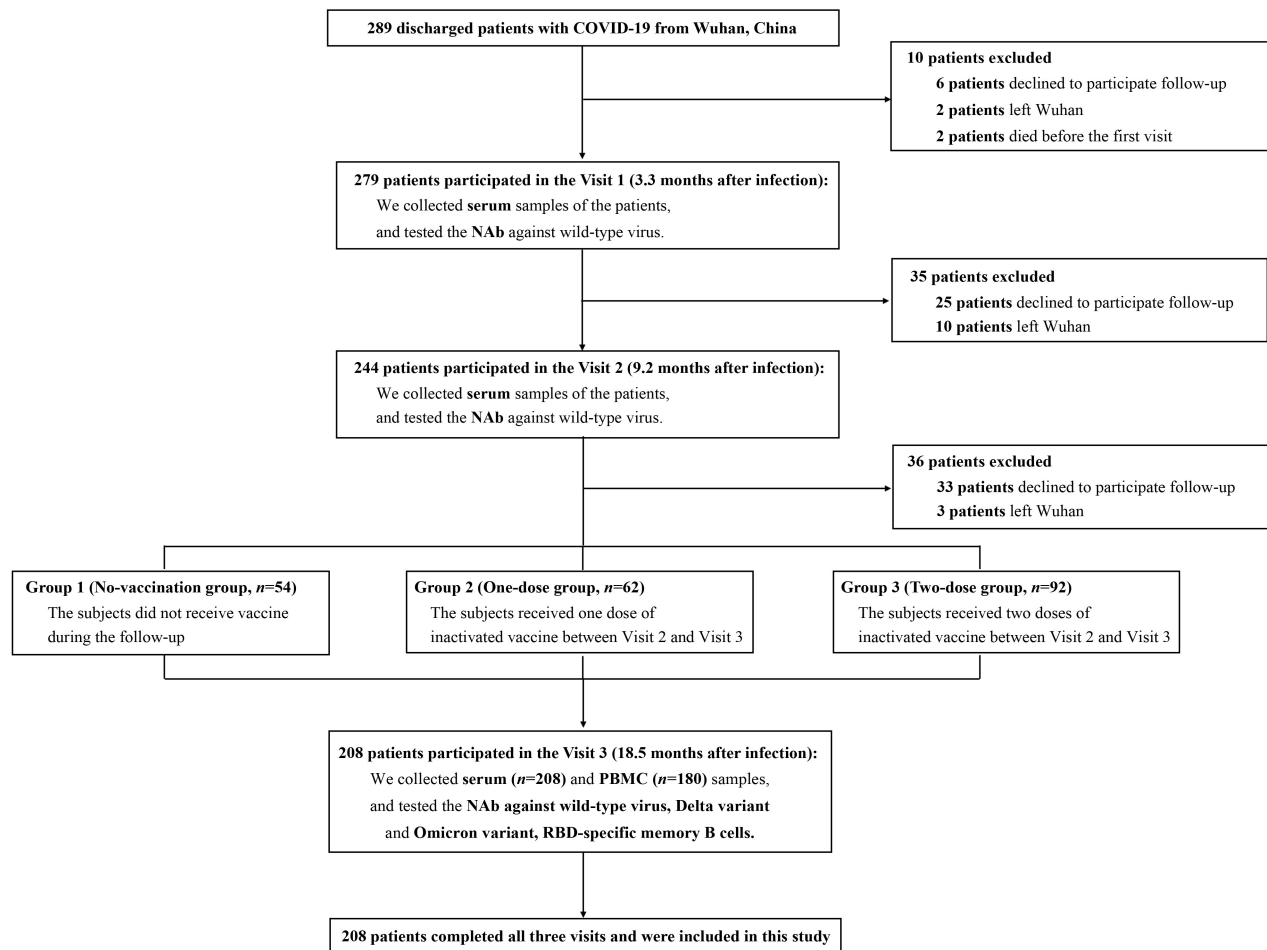 289 discharged patients with COVID-19 from Wuhan, China
10 patients excluded
6 patients declined to participate follow-up
2 patients left Wuhan
2 patients died before the first visit
279 patients participated in the Visit 1 (3.3 months after infection):
We collected serum samples of the patients,
and tested the NAb against wild-type virus.
35 patients excluded
25 patients declined to participate follow-up
10 patients left Wuhan
244 patients participated in the Visit 2 (9.2 months after infection):
We collected serum samples of the patients,
and tested the NAb against wild-type virus.
36 patients excluded
33 patients declined to participate follow-up
3 patients left Wuhan
Group 1 (No-vaccination group, n=54)
The subjects did not receive vaccine
during the follow-up
Group 2 (One-dose group, n=62)
The subjects received one dose of
inactivated vaccine between Visit 2 and Visit 3
Group 3 (Two-dose group, n=92)
The subjects received two doses of
inactivated vaccine between Visit 2 and Visit 3
208 patients participated in the Visit 3 (18.5 months after infection):
We collected serum (n=208) and PBMC (n=180) samples,
and tested the NAb against wild-type virus, Delta variant
and Omicron variant, RBD-specific memory B cells.
208 patients completed all three visits and were included in this study